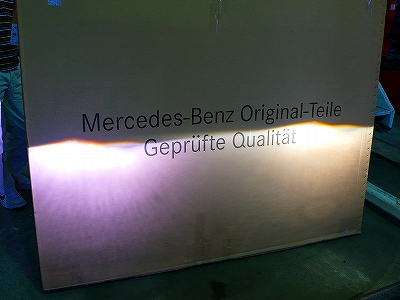 Mercedes-Benz Original-Teile
Geprüfte Qualität